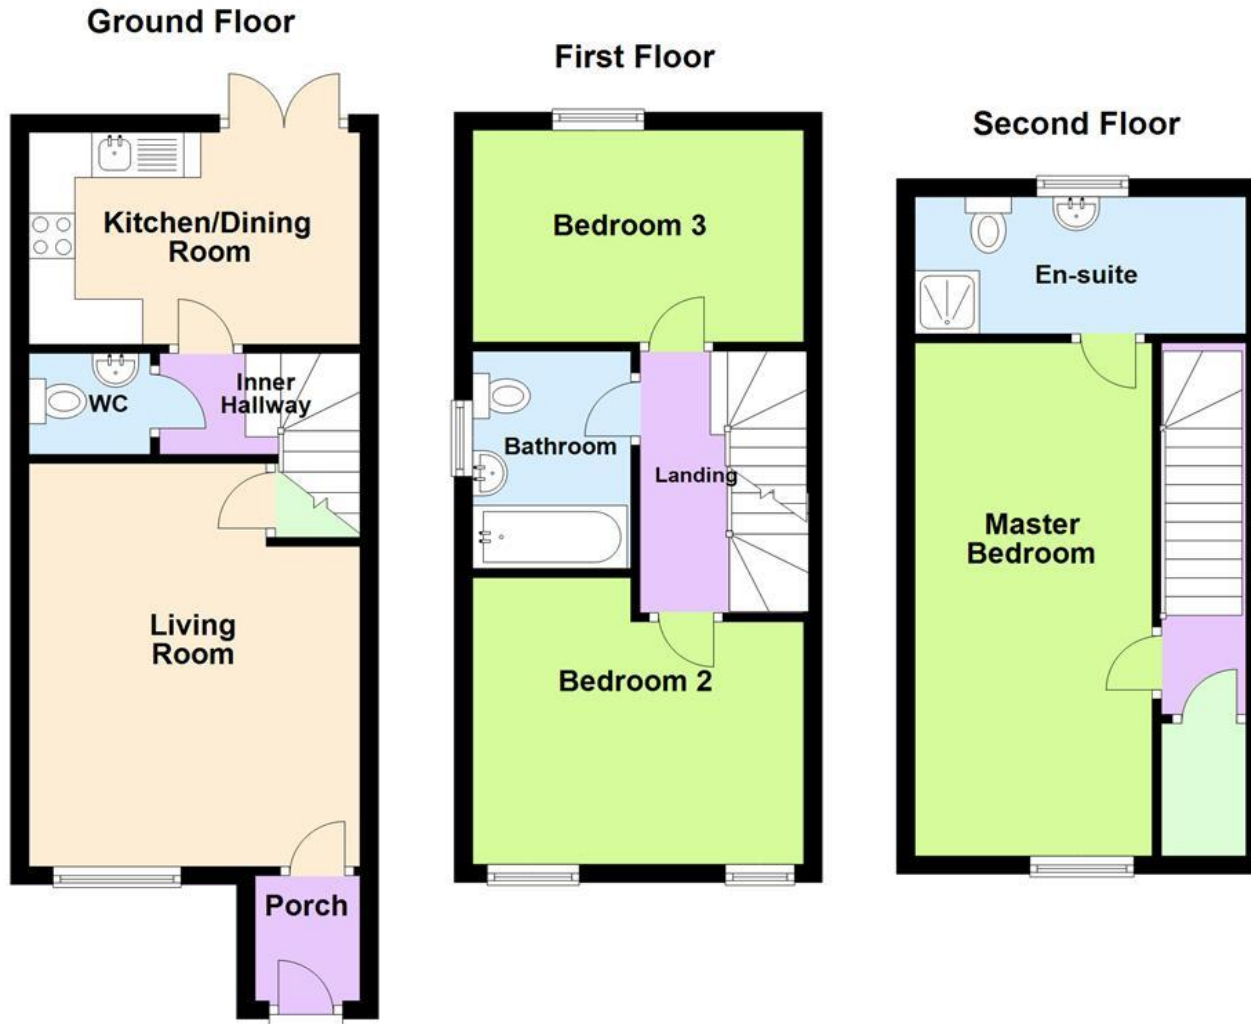 Ground Floor
Kitchen/Dining
Room
WC
Inner
Hallway
Living
Room
Porch
First Floor
Bedroom 3
Bathroom
Landing
Bedroom 2
Second Floor
En-suite
Master
Bedroom